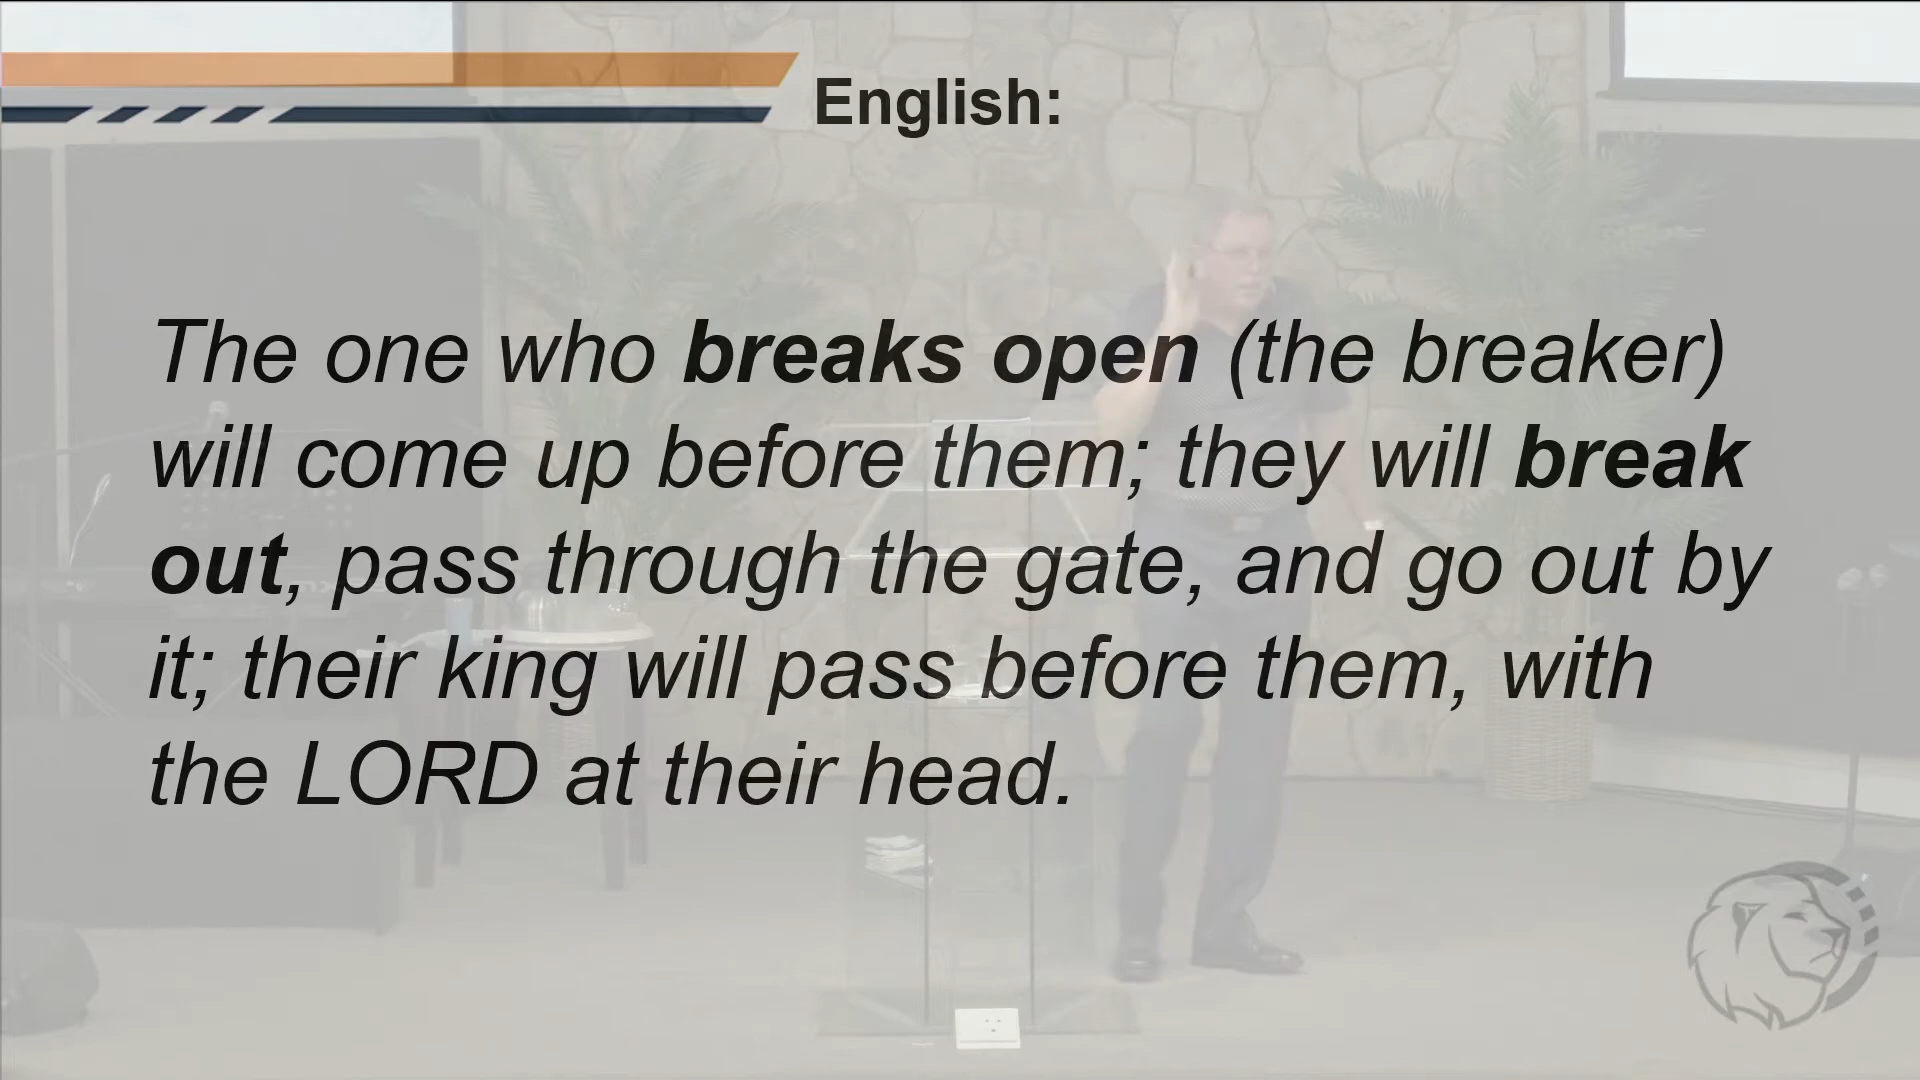 English:
The one who breaks open (the breaker)
will come up before them; they will break
out, pass through the gate, and go out by
it; their king will pass before them, with
the LORD at their head.